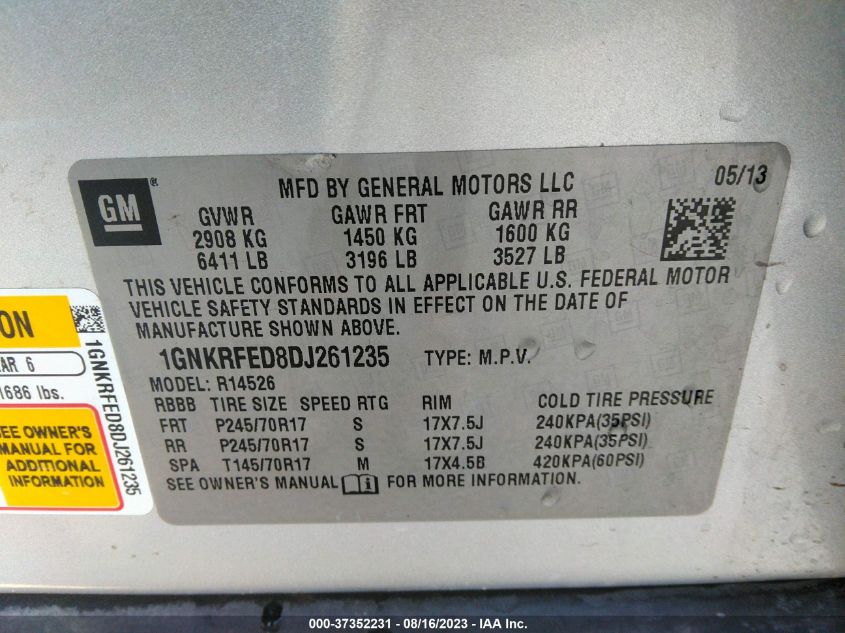 GM ®
MFD BY GENERAL MOTORS LLC
05/13
GVWR GAWR FRT GAWR RR
2908 KG 1450 KG 1600 KG
6411 LB 3196 LB 3527 LB
THIS VEHICLE CONFORMS TO ALL APPLICABLE U.S. FEDERAL MOTOR
VEHICLE SAFETY STANDARDS IN EFFECT ON THE DATE OF
MANUFACTURE SHOWN ABOVE.
1GNKRFED8DJ261235 TYPE: M.P.V.
MODEL: R14526
RBBB TIRE SIZE SPEED RTG RIM COLD TIRE PRESSURE
FRT P245/70R17 S 17X7.5J 240KPA(35PSI)
RR P245/70R17 S 17X7.5J 240KPA(35PSI)
SPA T145/70R17 M 17X4.5B 420KPA(60PSI)
SEE OWNER'S MANUAL FOR MORE INFORMATION.
6
1686 lbs.
SEE OWNER'S
MANUAL FOR
ADDITIONAL
INFORMATION
1GNKRFED8DJ261235
000-37352231 - 08/16/2023 - IAA Inc.